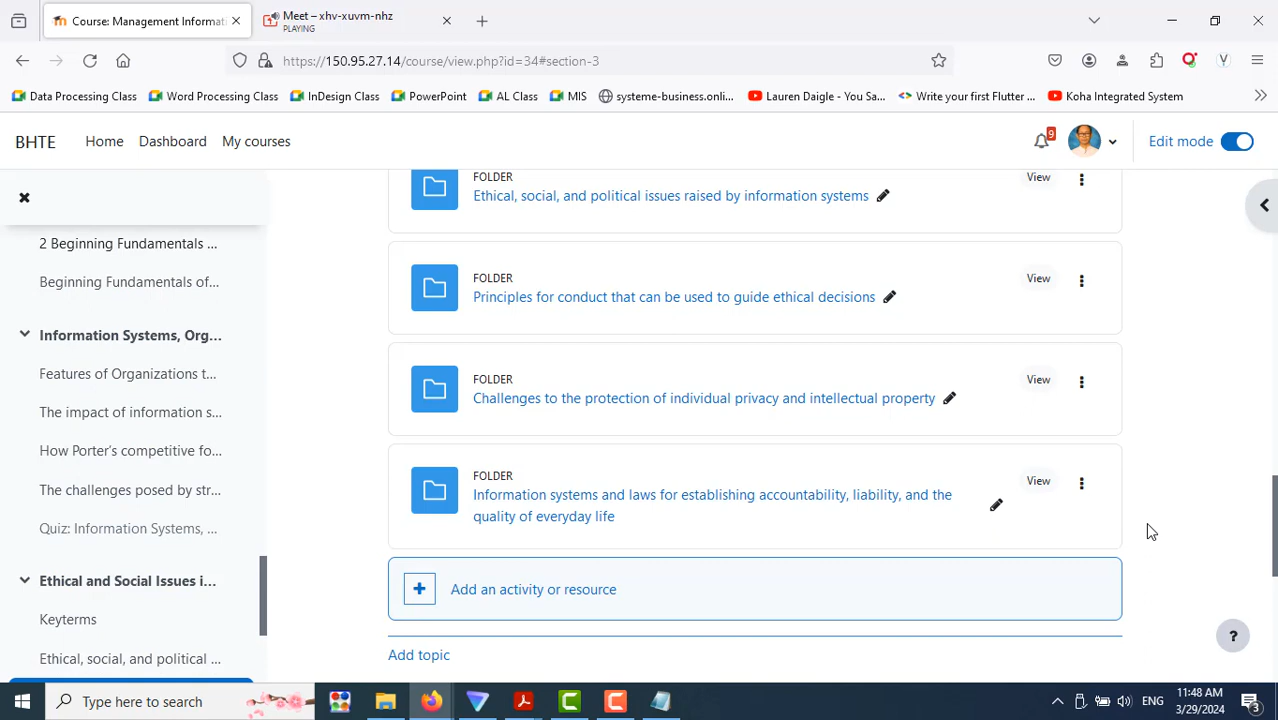 Course: Management Informati
Meet – xhv-xuvm-nhz
PLAYING
https://150.95.27.14/course/view.php?id=34#section-3
Data Processing Class
Word Processing Class
InDesign Class
PowerPoint
AL Class
MIS
systeme-business.onli...
Lauren Daigle - You Sa...
Write your first Flutter ...
Koha Integrated System
BHTE
Home
Dashboard
My courses
9
Edit mode
2 Beginning Fundamentals ...
Beginning Fundamentals of...
Information Systems, Org...
Features of Organizations t...
The impact of information s...
How Porter's competitive fo...
The challenges posed by str...
Quiz: Information Systems, ...
Ethical and Social Issues i...
Keyterms
Ethical, social, and political ...
FOLDER
View
Ethical, social, and political issues raised by information systems
FOLDER
View
Principles for conduct that can be used to guide ethical decisions
FOLDER
View
Challenges to the protection of individual privacy and intellectual property
FOLDER
View
Information systems and laws for establishing accountability, liability, and the
quality of everyday life
Add an activity or resource
Add topic
?
Type here to search
ENG
11:48 AM
3/29/2024
3